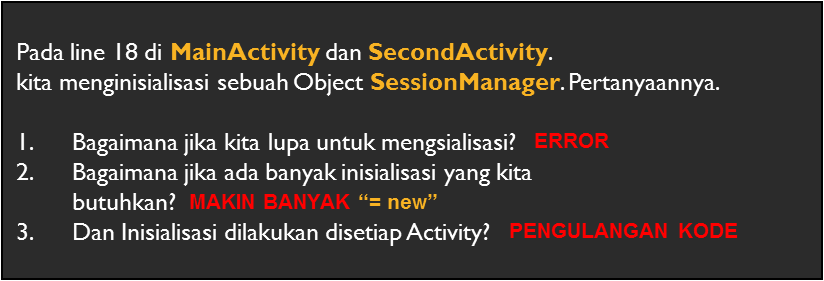 Pada line 18 di MainActivity dan SecondActivity.
kita menginisialisasi sebuah Object SessionManager. Pertanyaannya.
1. Bagaimana jika kita lupa untuk mengsialisasi? ERROR
2. Bagaimana jika ada banyak inisialisasi yang kita
butuhkan? MAKIN BANYAK “= new”
3. Dan Inisialisasi dilakukan disetiap Activity? PENGULANGAN KODE